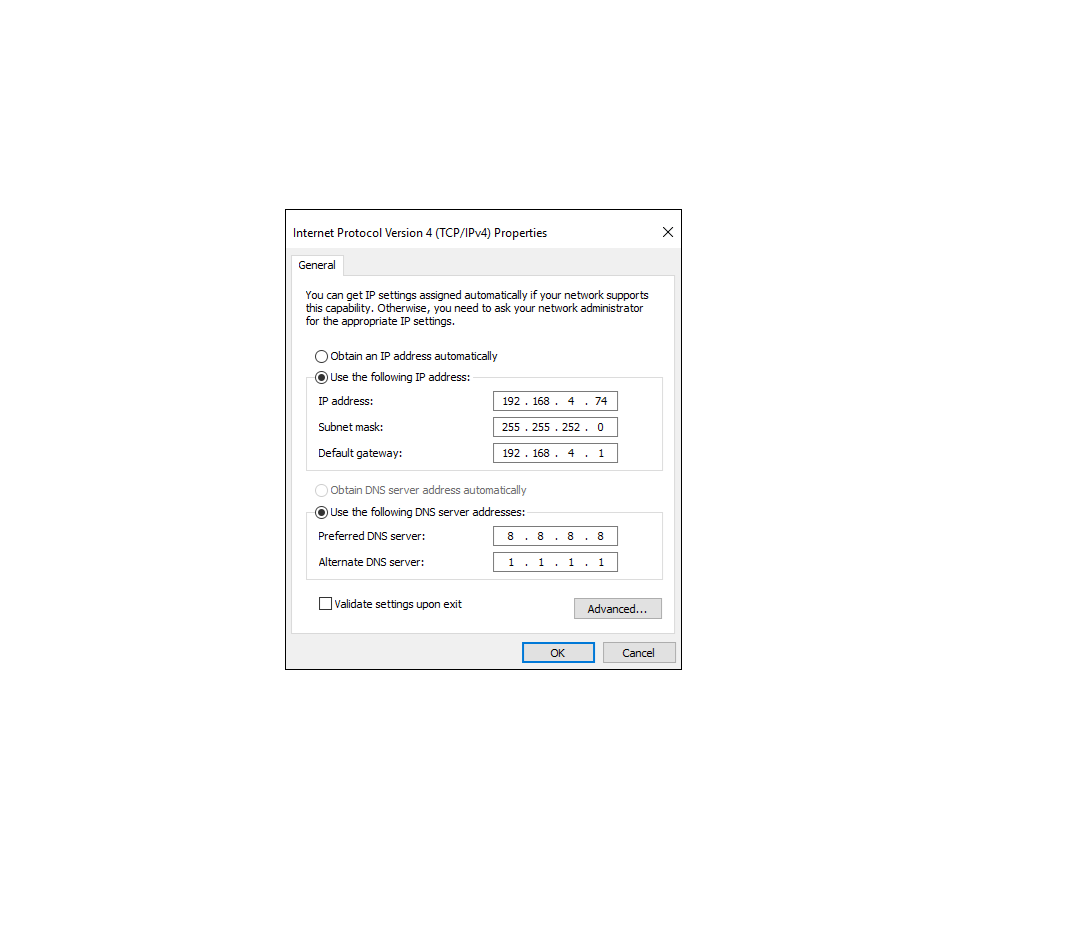 Internet Protocol Version 4 (TCP/IPv4) Properties
General
You can get IP settings assigned automatically if your network supports
this capability. Otherwise, you need to ask your network administrator
for the appropriate IP settings.
Obtain an IP address automatically
Use the following IP address:
IP address: 192 . 168 . 4 . 74
Subnet mask: 255 . 255 . 252 . 0
Default gateway: 192 . 168 . 4 . 1
Obtain DNS server address automatically
Use the following DNS server addresses:
Preferred DNS server: 8 . 8 . 8 . 8
Alternate DNS server: 1 . 1 . 1 . 1
Validate settings upon exit
Advanced...
OK Cancel